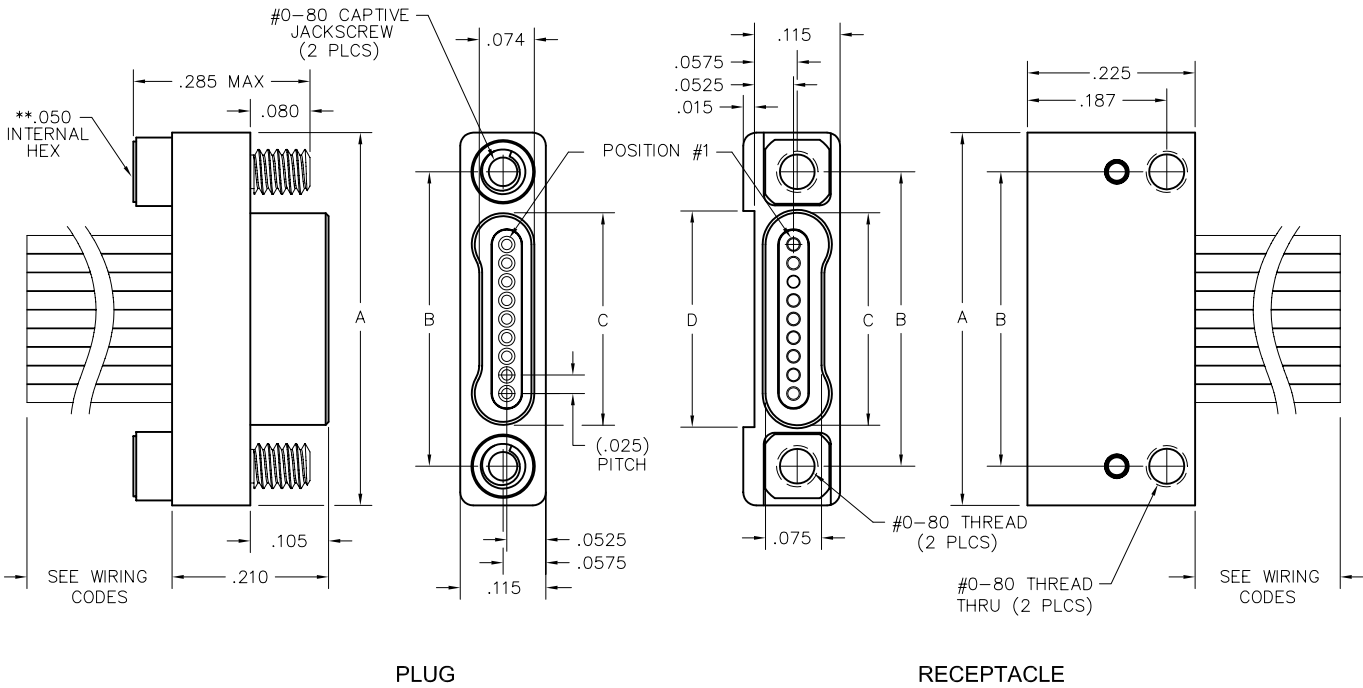 #0-80 CAPTIVE
JACKSCREW
(2 PLCS)
.074
.285 MAX
.080
**.050
INTERNAL
HEX
A
B
C
(.025)
PITCH
.105
.210
SEE WIRING
CODES
.0525
.0575
.115
PLUG
POSITION #1
.115
.0575
.0525
.015
D
C
B
.075
#0-80 THREAD
(2 PLCS)
.225
.187
A
B
#0-80 THREAD
THRU (2 PLCS)
SEE WIRING
CODES
RECEPTACLE